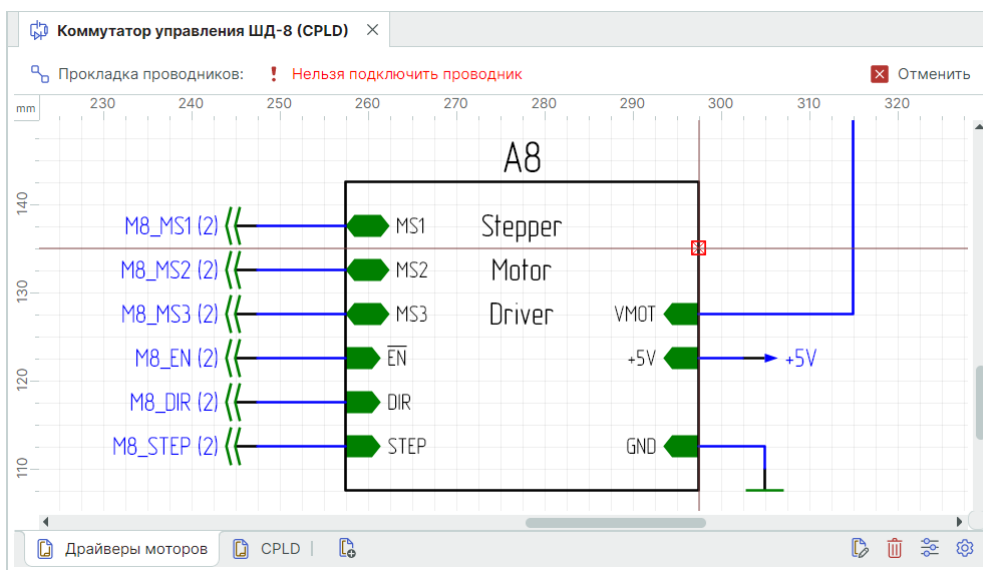 Коммутатор управления ШД-8 (CPLD)
Прокладка проводников: ! Нельзя подключить проводник Отменить
mm 230 240 250 260 270 280 290 300 310 320
A8
140
M8_MS1 (2) MS1 Stepper
M8_MS2 (2) MS2 Motor
130
M8_MS3 (2) MS3 Driver VMOT
M8_EN (2) EN +5V +5V
120
M8_DIR (2) DIR
M8_STEP (2) STEP GND
110
Драйверы моторов CPLD